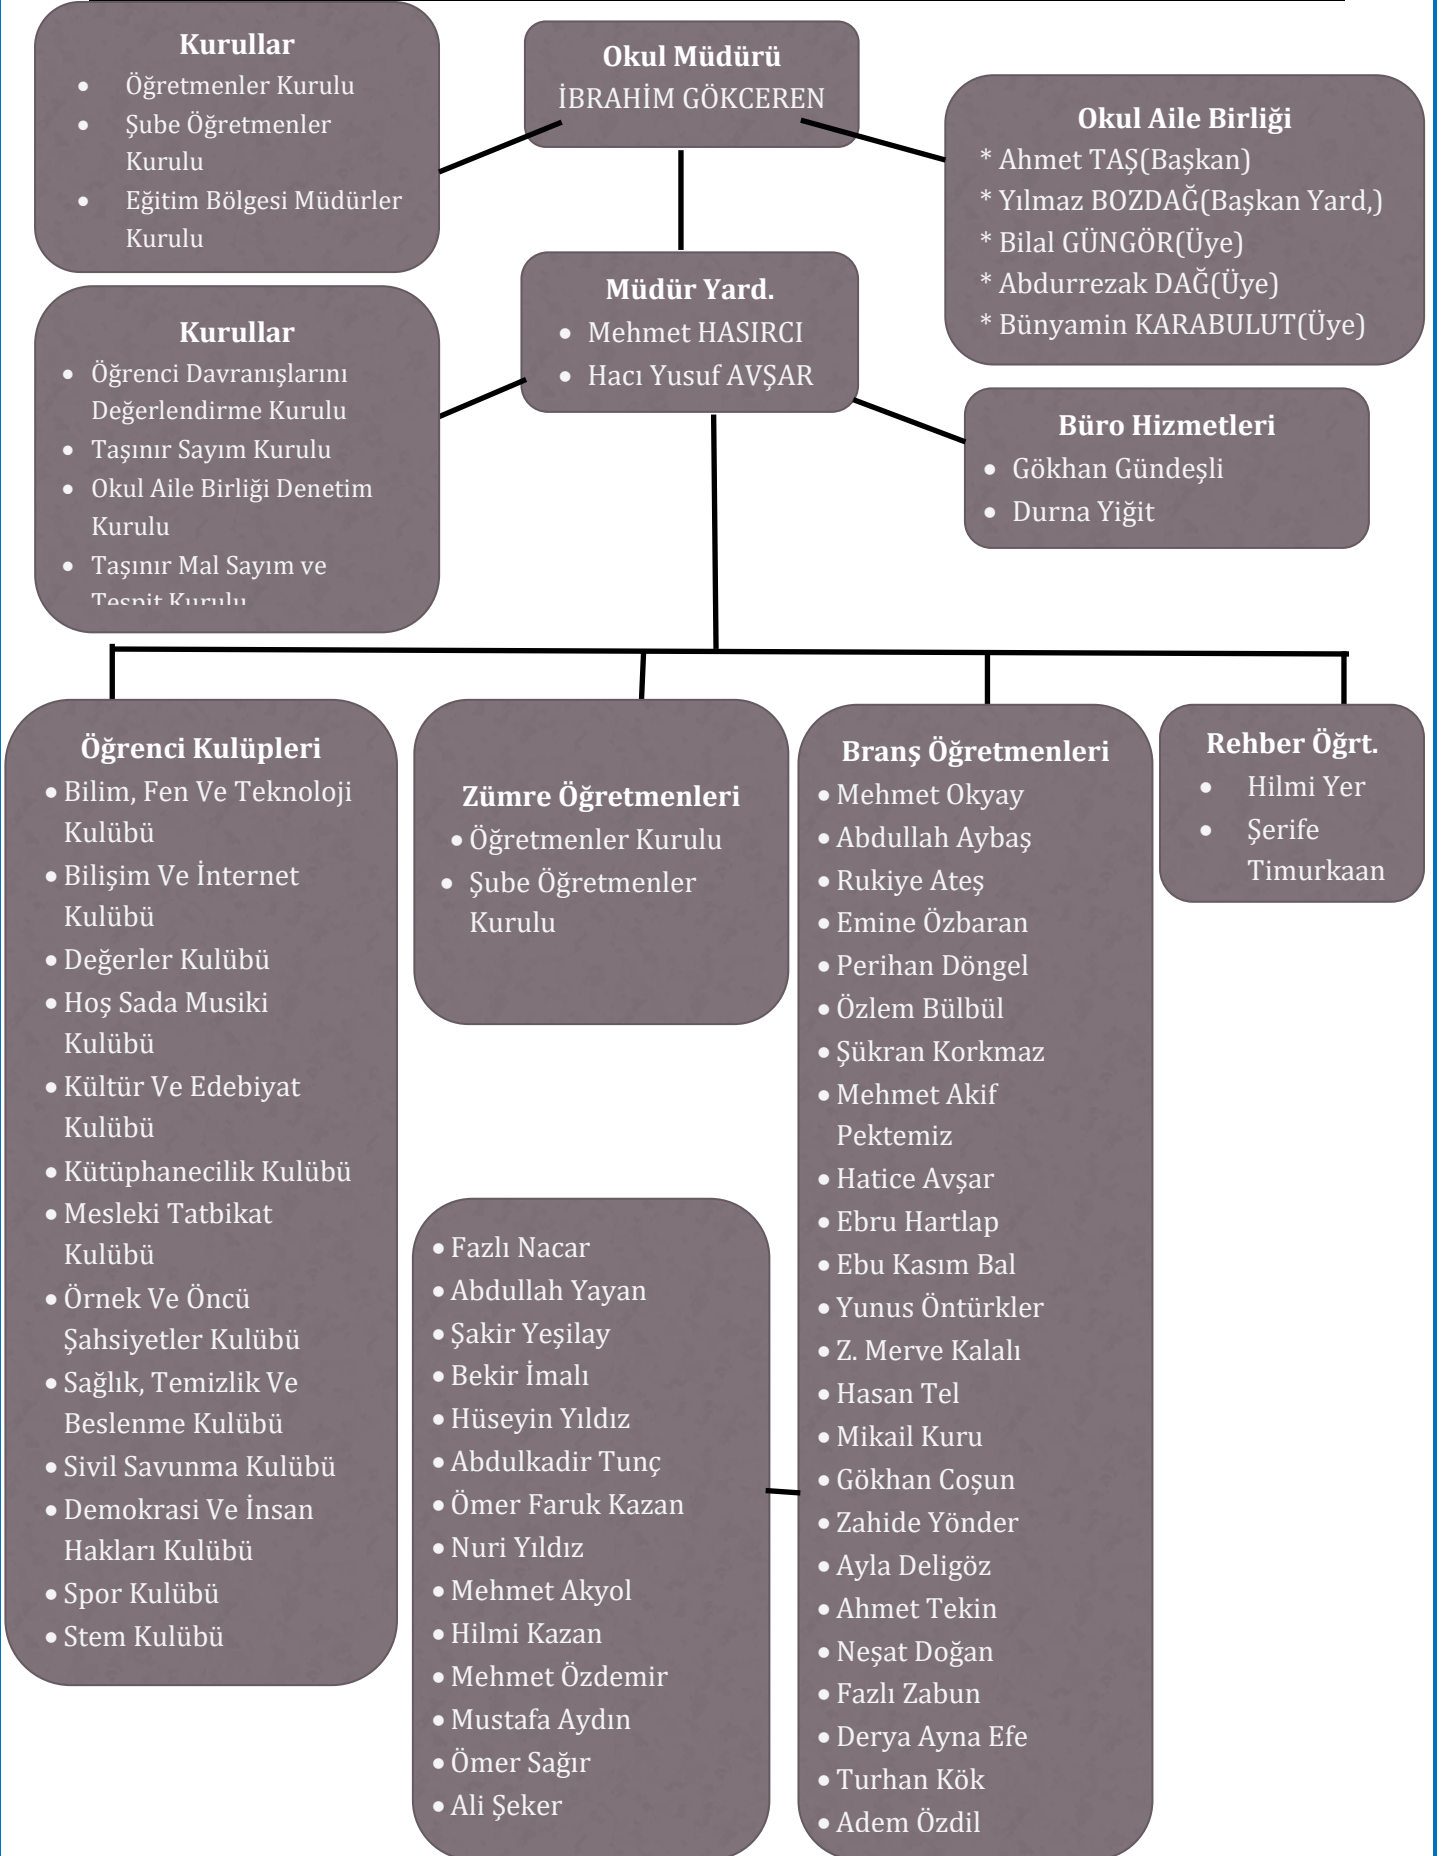 Kurullar
• Öğretmenler Kurulu
• Şube Öğretmenler
Kurulu
• Eğitim Bölgesi Müdürler
Kurulu
Okul Müdürü
İBRAHİM GÖKCEREN
Okul Aile Birliği
* Ahmet TAŞ(Başkan)
* Yılmaz BOZDAĞ(Başkan Yard,)
* Bilal GÜNGÖR(Üye)
* Abdurrezak DAĞ(Üye)
* Bünyamin KARABULUT(Üye)
Müdür Yard.
• Mehmet HASIRCI
• Hacı Yusuf AVŞAR
Kurullar
• Öğrenci Davranışlarını
Değerlendirme Kurulu
• Taşınır Sayım Kurulu
• Okul Aile Birliği Denetim
Kurulu
• Taşınır Mal Sayım ve
Tespit Kurulu
Büro Hizmetleri
• Gökhan Gündeşli
• Durna Yiğit
Öğrenci Kulüpleri
• Bilim, Fen Ve Teknoloji
Kulübü
• Bilişim Ve İnternet
Kulübü
• Değerler Kulübü
• Hoş Sada Musiki
Kulübü
• Kültür Ve Edebiyat
Kulübü
• Kütüphanecilik Kulübü
• Mesleki Tatbikat
Kulübü
• Örnek Ve Öncü
Şahsiyetler Kulübü
• Sağlık, Temizlik Ve
Beslenme Kulübü
• Sivil Savunma Kulübü
• Demokrasi Ve İnsan
Hakları Kulübü
• Spor Kulübü
• Stem Kulübü
Zümre Öğretmenleri
• Öğretmenler Kurulu
• Şube Öğretmenler
Kurulu
Branş Öğretmenleri
• Mehmet Okyay
• Abdullah Aybaş
• Rukiye Ateş
• Emine Özbaran
• Perihan Döngel
• Özlem Bülbül
• Şükran Korkmaz
• Mehmet Akif
Pektemiz
• Hatice Avşar
• Ebru Hartlap
• Ebu Kasım Bal
• Yunus Öntürkler
• Z. Merve Kalalı
• Hasan Tel
• Mikail Kuru
• Gökhan Coşun
• Zahide Yönder
• Ayla Deligöz
• Ahmet Tekin
• Neşat Doğan
• Fazlı Zabun
• Derya Ayna Efe
• Turhan Kök
• Adem Özdil
Rehber Öğrt.
• Hilmi Yer
• Şerife
Timurkaan
• Fazlı Nacar
• Abdullah Yayan
• Şakir Yeşilay
• Bekir İmalı
• Hüseyin Yıldız
• Abdulkadir Tunç
• Ömer Faruk Kazan
• Nuri Yıldız
• Mehmet Akyol
• Hilmi Kazan
• Mehmet Özdemir
• Mustafa Aydın
• Ömer Sağır
• Ali Şeker